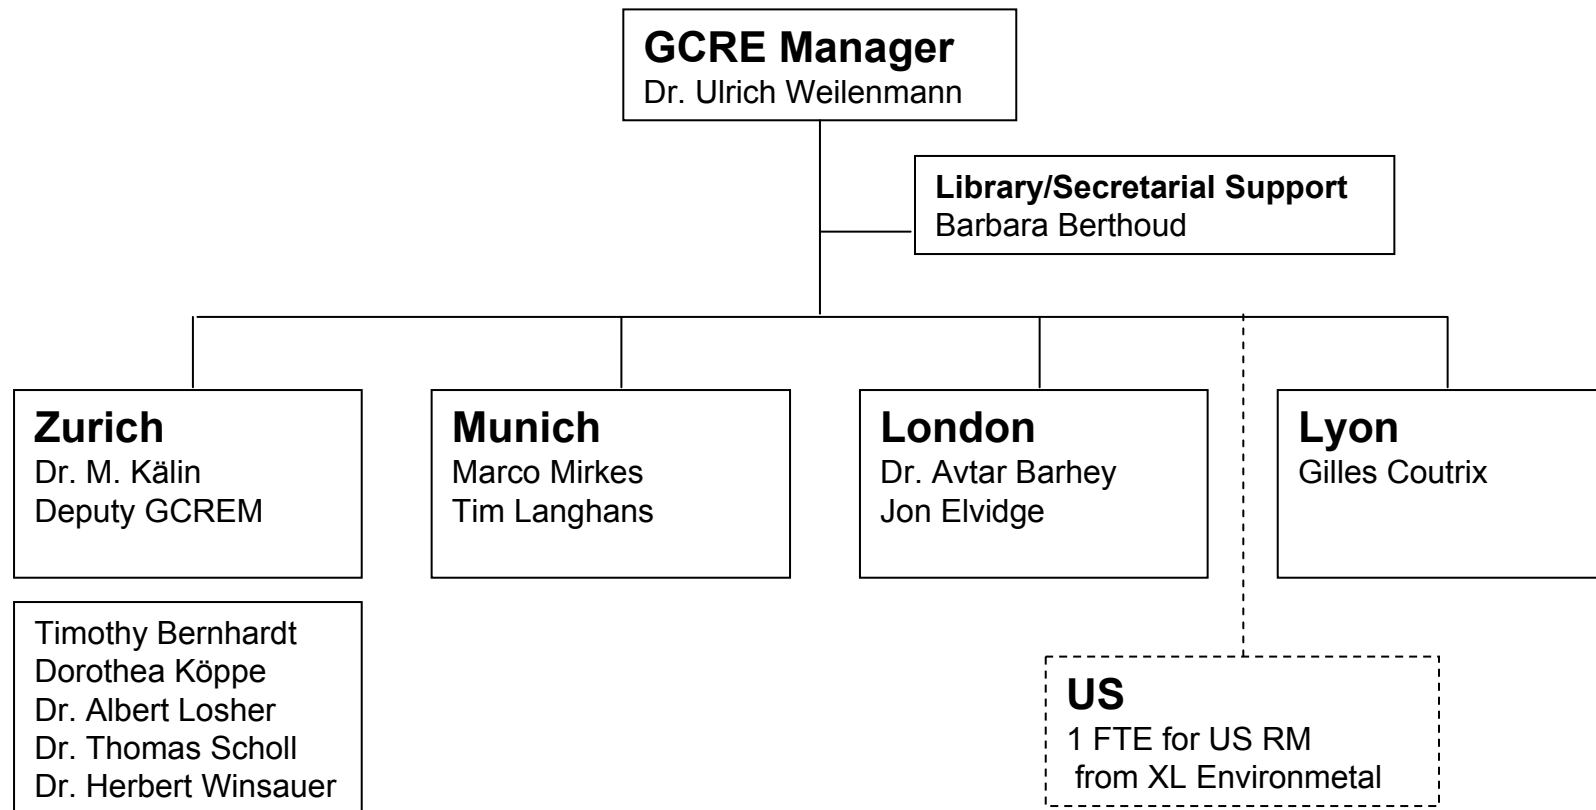 GCRE Manager
Dr. Ulrich Weilenmann
Library/Secretarial Support
Barbara Berthoud
Zurich
Dr. M. Kälin
Deputy GCREM
Munich
Marco Mirkes
Tim Langhans
London
Dr. Avtar Barhey
Jon Elvidge
Lyon
Gilles Coutrix
Timothy Bernhardt
Dorothea Köppe
Dr. Albert Losher
Dr. Thomas Scholl
Dr. Herbert Winsauer
US
1 FTE for US RM
from XL Environmetal